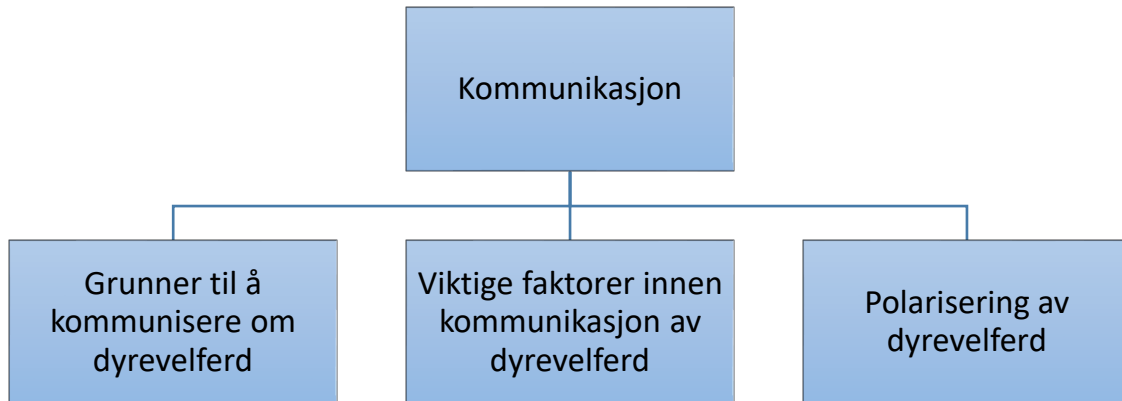 Kommunikasjon
Grunner til å
kommunisere om
dyrevelferd
Viktige faktorer innen
kommunikasjon av
dyrevelferd
Polarisering av
dyrevelferd